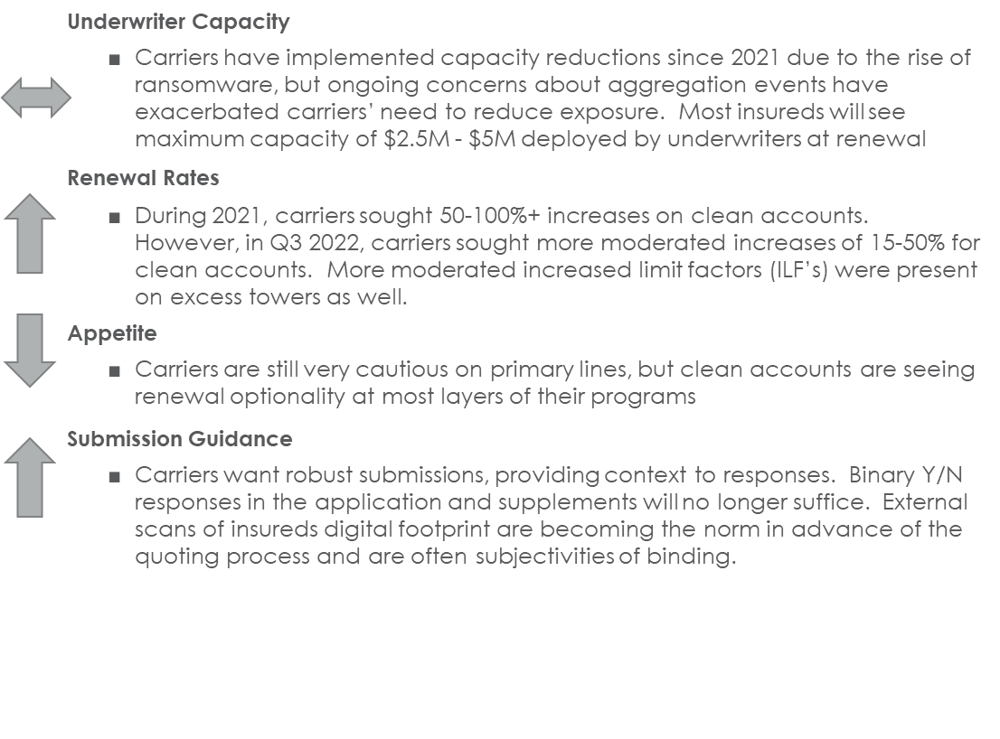 Underwriter Capacity
■ Carriers have implemented capacity reductions since 2021 due to the rise of
ransomware, but ongoing concerns about aggregation events have
exacerbated carriers' need to reduce exposure.  Most insureds will see
maximum capacity of $2.5M - $5M deployed by underwriters at renewal
Renewal Rates
■ During 2021, carriers sought 50-100%+ increases on clean accounts.
However, in Q3 2022, carriers sought more moderated increases of 15-50% for
clean accounts.  More moderated increased limit factors (ILF's) were present
on excess towers as well.
Appetite
■ Carriers are still very cautious on primary lines, but clean accounts are seeing
renewal optionality at most layers of their programs
Submission Guidance
■ Carriers want robust submissions, providing context to responses.  Binary Y/N
responses in the application and supplements will no longer suffice.  External
scans of insureds digital footprint are becoming the norm in advance of the
quoting process and are often subjectivities of binding.